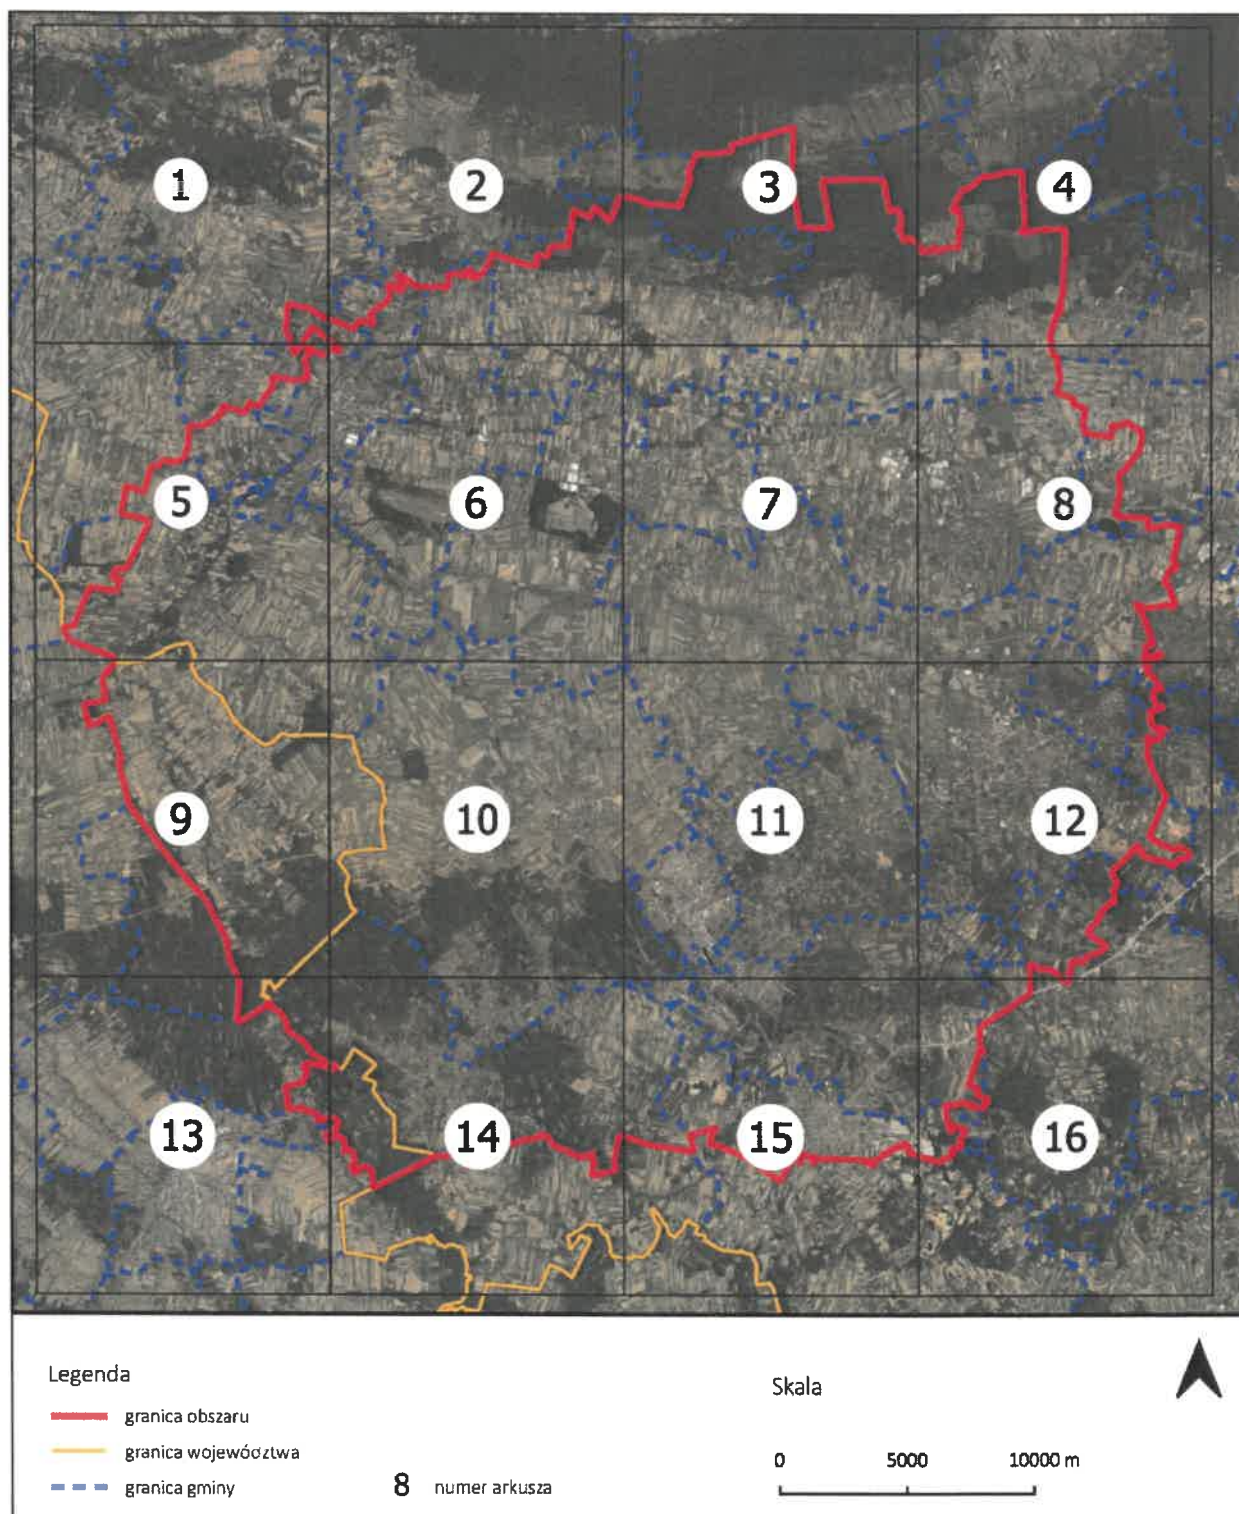 1 2 3 4
5 6 7 8
9 10 11 12
13 14 15 16
Legenda
granica obszaru
granica województwa
granica gminy
8 numer arkusza
Skala
0 5000 10000 m